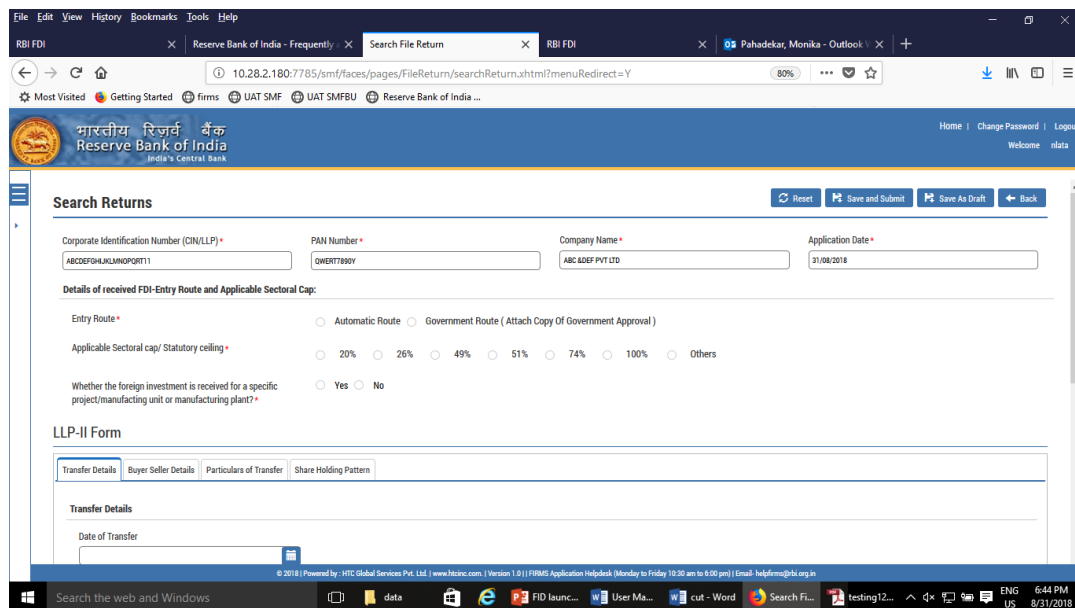 File Edit View History Bookmarks Tools Help
RBI FDI Reserve Bank of India - Frequently Search File Return RBI FDI Pahadekar, Monika - Outlook
10.28.2.180:7785/smf/faces/pages/FileReturn/searchReturn.xhtml?menuRedirect=Y 80%
Most Visited Getting Started firms UAT SMF UAT SMFBU Reserve Bank of India ...
भारतीय रिज़र्व बैंक
Reserve Bank of India
India's Central Bank
Home | Change Password | Logou
Welcome nlata
Search Returns
Reset Save and Submit Save As Draft Back
Corporate Identification Number (CIN/LLP)* PAN Number* Company Name* Application Date*
ABCDEFGHIJKLMNOPQRT11 QWERT7890Y ABC &DEF PVT LTD 31/08/2018
Details of received FDI-Entry Route and Applicable Sectoral Cap:
Entry Route* Automatic Route Government Route ( Attach Copy Of Government Approval )
Applicable Sectoral cap/ Statutory ceiling* 20% 26% 49% 51% 74% 100% Others
Whether the foreign investment is received for a specific Yes No
project/manufacting unit or manufacturing plant?*
LLP-II Form
Transfer Details Buyer Seller Details Particulars of Transfer Share Holding Pattern
Transfer Details
Date of Transfer
© 2018 | Powered by : HTC Global Services Pvt. Ltd. | www.htcinc.com. | Version 1.0 | | FIRMS Application Helpdesk (Monday to Friday 10:30 am to 6:00 pm) | Email- helpfirms@rbi.org.in
Search the web and Windows data FID launc... User Ma... cut - Word Search Fi... testing12... ENG 6:44 PM
US 8/31/2018